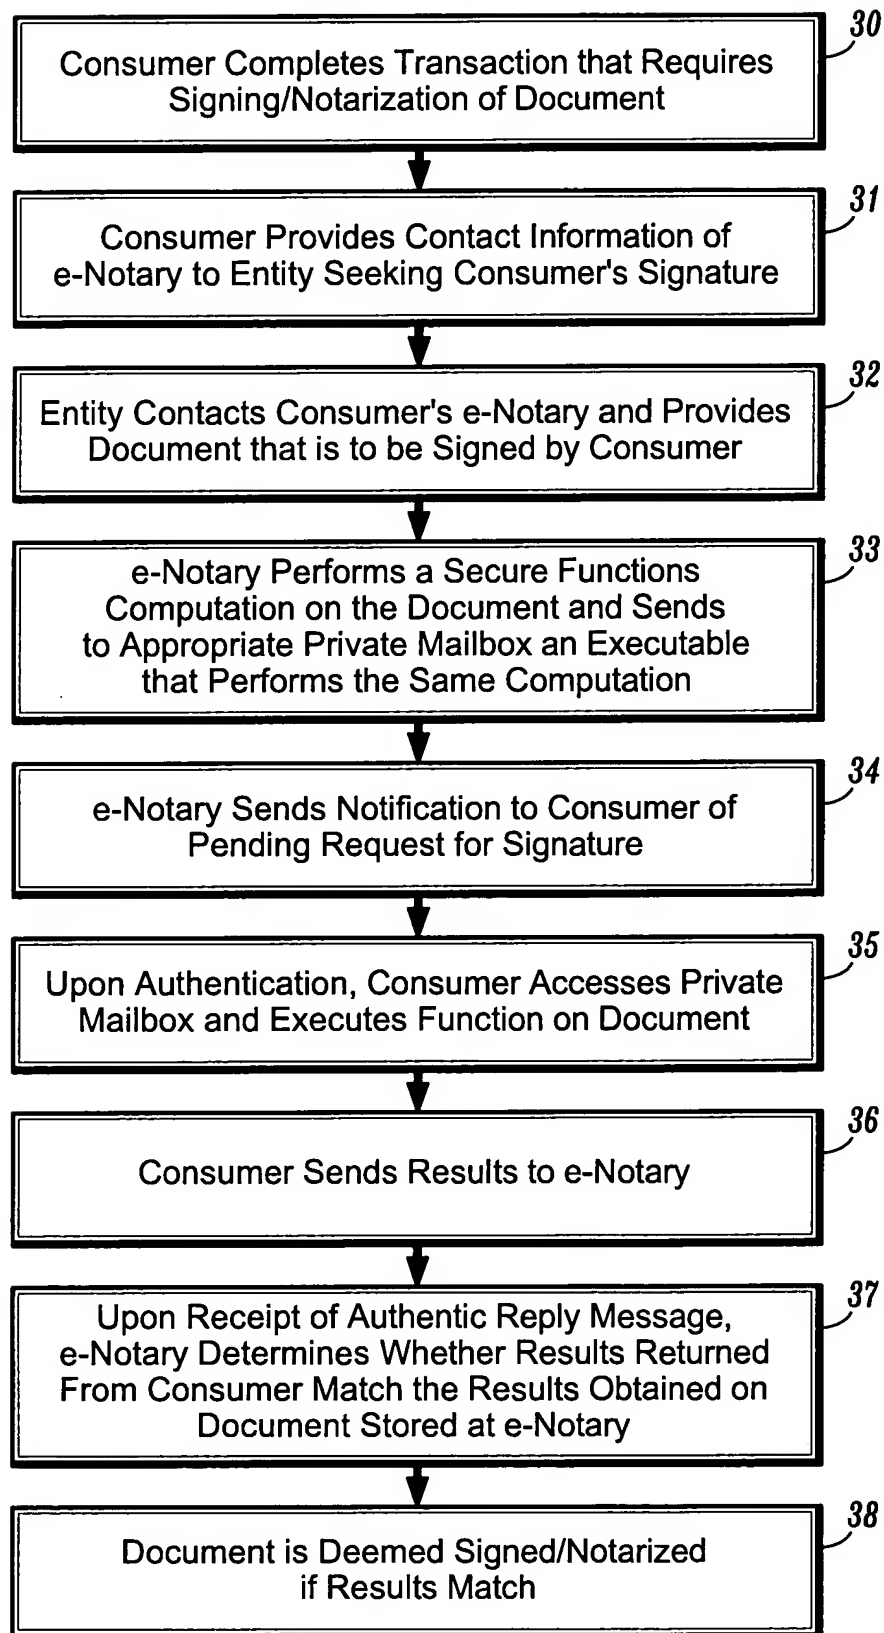 30
Consumer Completes Transaction that Requires
Signing/Notarization of Document
31
Consumer Provides Contact Information of
e-Notary to Entity Seeking Consumer's Signature
32
Entity Contacts Consumer's e-Notary and Provides
Document that is to be Signed by Consumer
33
e-Notary Performs a Secure Functions
Computation on the Document and Sends
to Appropriate Private Mailbox an Executable
that Performs the Same Computation
34
e-Notary Sends Notification to Consumer of
Pending Request for Signature
35
Upon Authentication, Consumer Accesses Private
Mailbox and Executes Function on Document
36
Consumer Sends Results to e-Notary
37
Upon Receipt of Authentic Reply Message,
e-Notary Determines Whether Results Returned
From Consumer Match the Results Obtained on
Document Stored at e-Notary
38
Document is Deemed Signed/Notarized
if Results Match